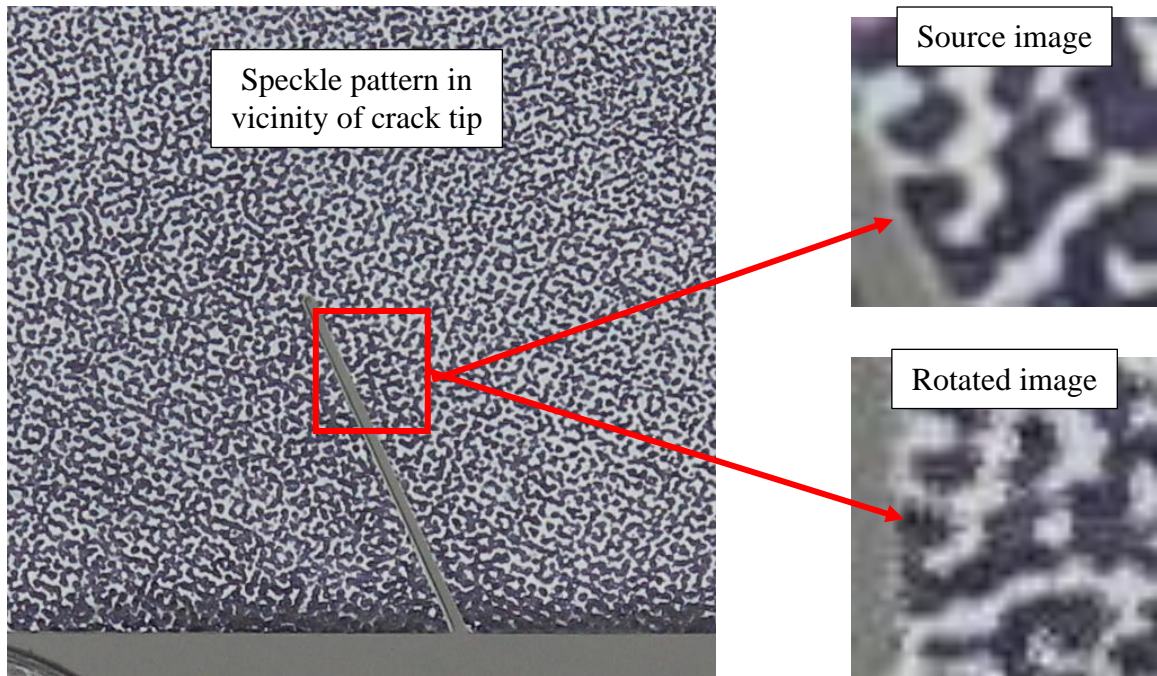 Speckle pattern in
vicinity of crack tip
Source image
Rotated image